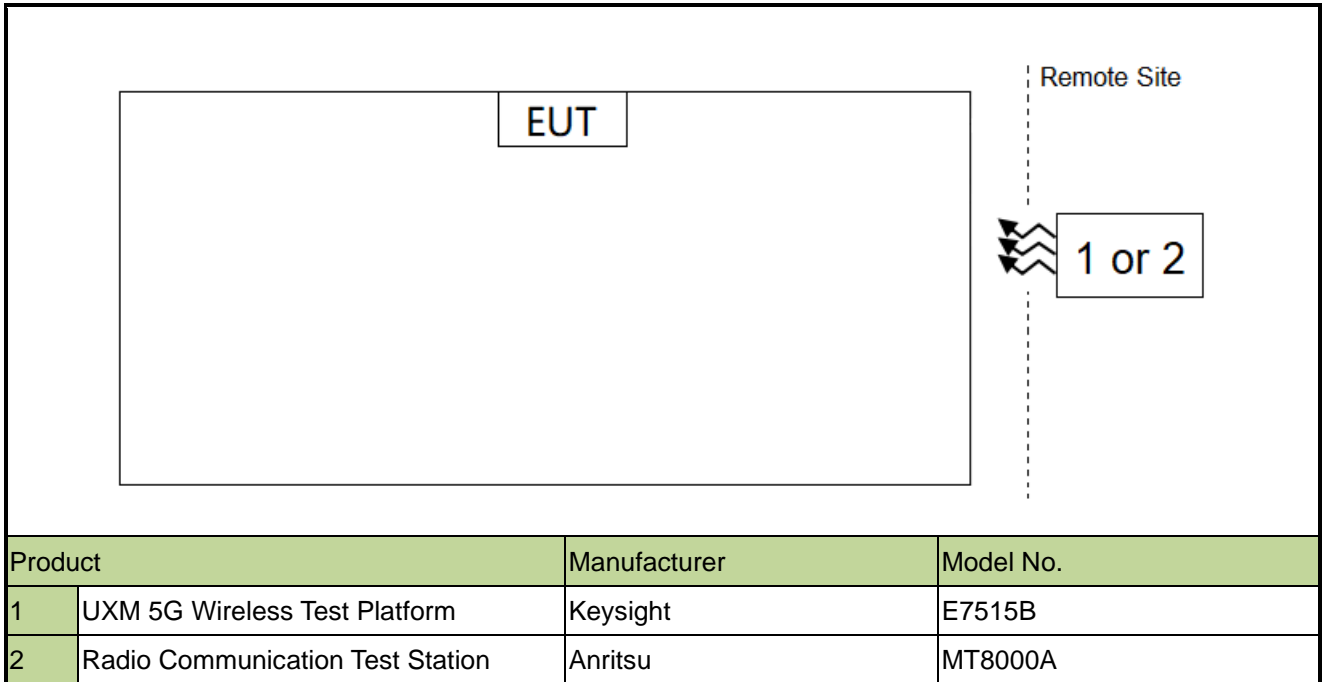 Remote Site
EUT
1 or 2
Product Manufacturer Model No.
1 UXM 5G Wireless Test Platform Keysight E7515B
2 Radio Communication Test Station Anritsu MT8000A